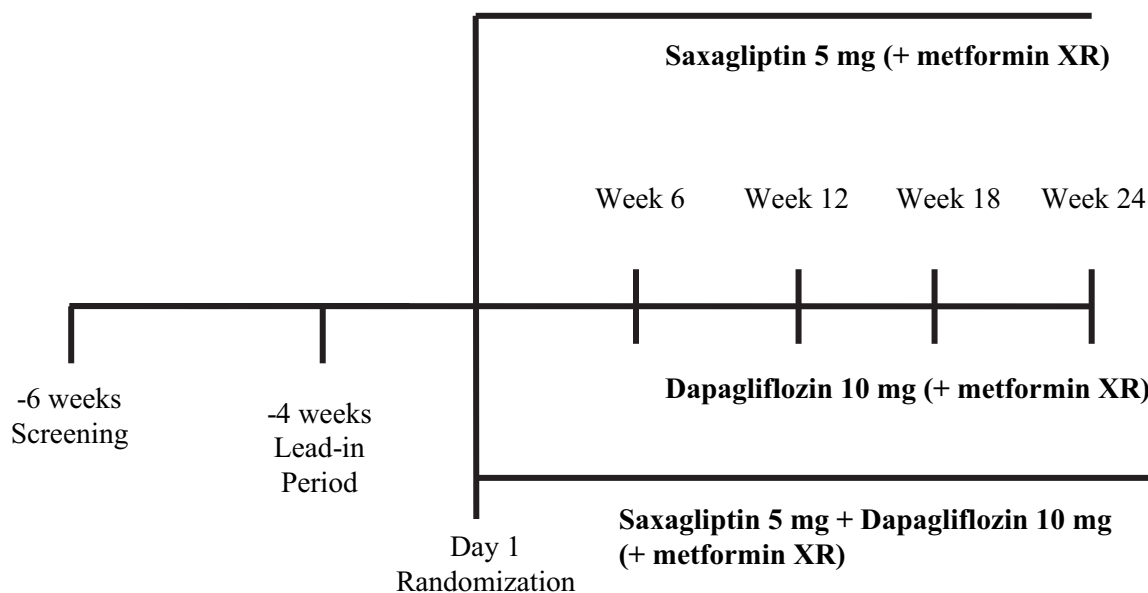 Saxagliptin 5 mg (+ metformin XR)
Week 6
Week 12
Week 18
Week 24
Dapagliflozin 10 mg (+ metformin XR)
-6 weeks
Screening
-4 weeks
Lead-in
Period
Saxagliptin 5 mg + Dapagliflozin 10 mg
(+ metformin XR)
Day 1
Randomization